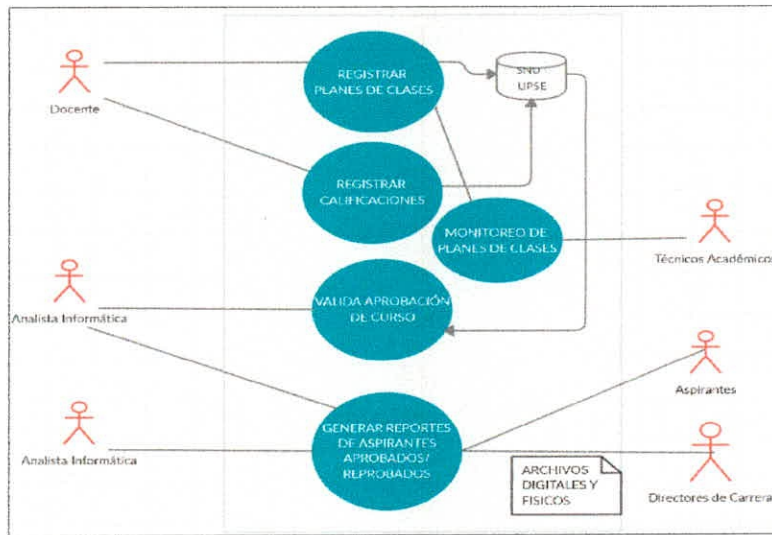 REGISTRAR
PLANES DE CLASES
SNU
UPSE
Docente
REGISTRAR
CALIFICACIONES
MONITOREO DE
PLANES DE CLASES
Técnicos Académicos
Analista Informática
VALIDA APROBACIÓN
DE CURSO
Aspirantes
GENERAR REPORTES
DE ASPIRANTES
APROBADOS/
REPROBADOS
Analista Informática
ARCHIVOS
DIGITALES Y
FISICOS
Directores de Carrera